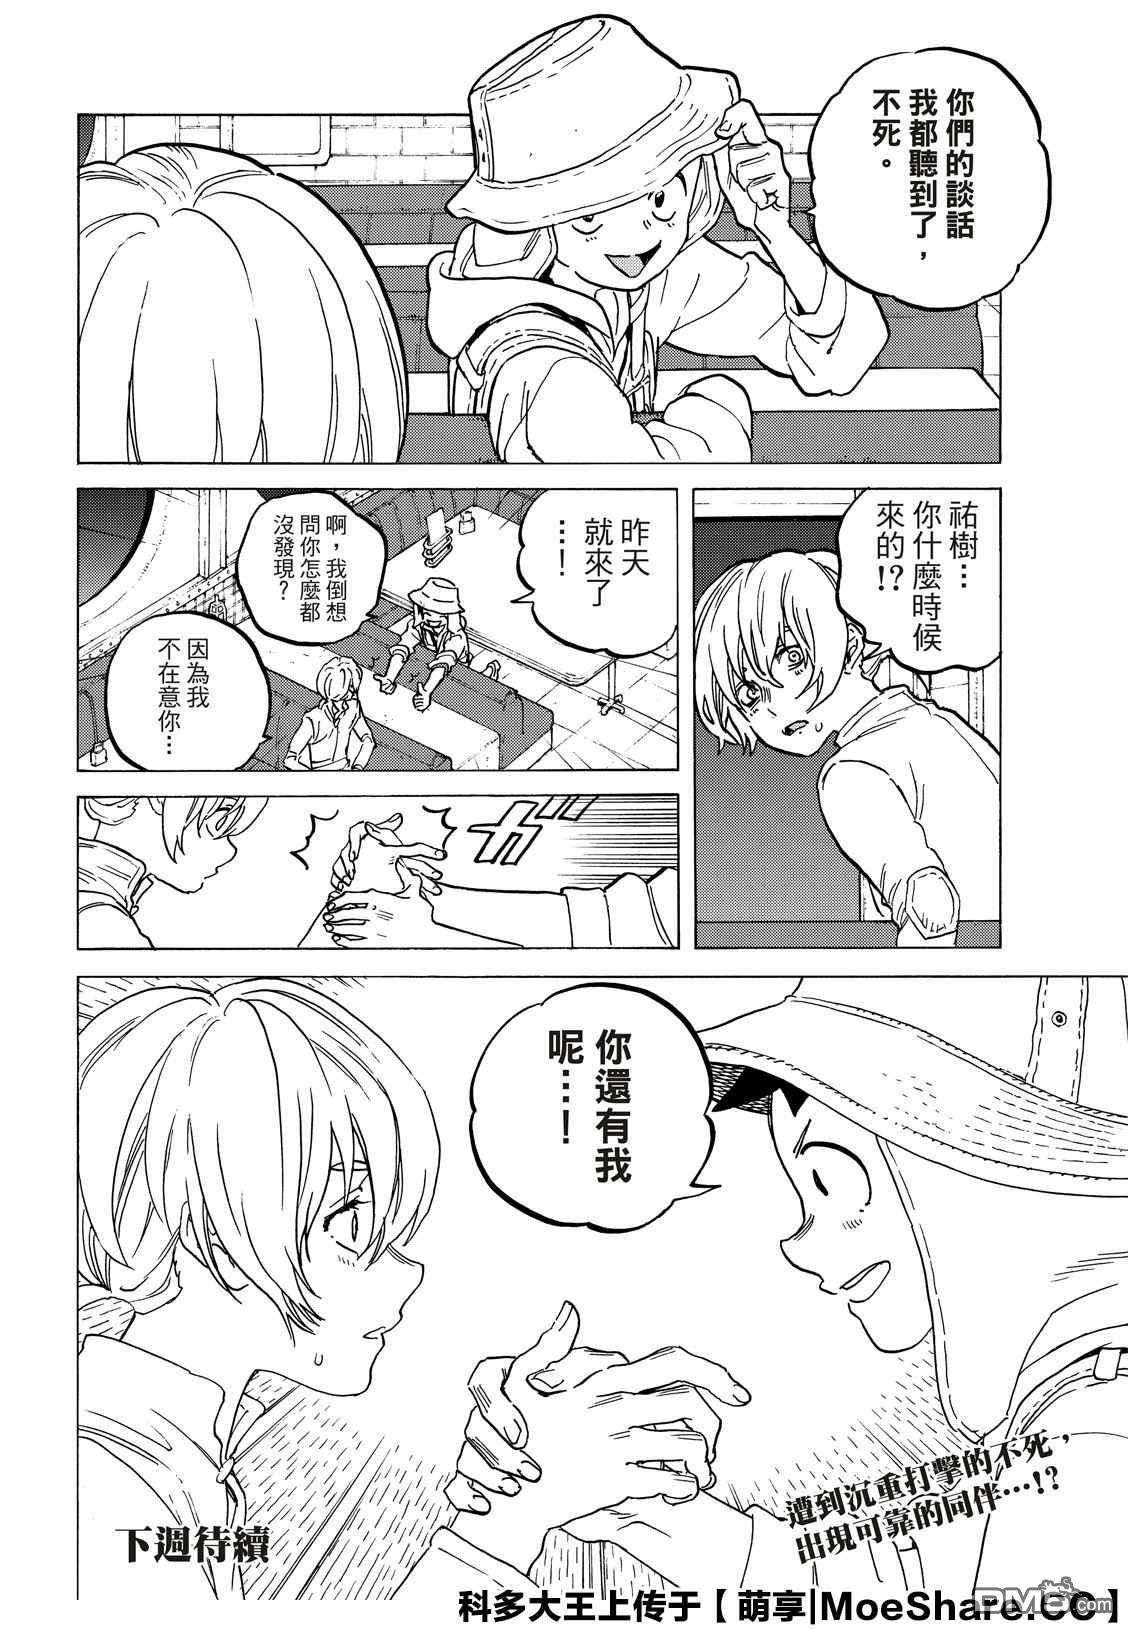 你們的談話
我都聽到了，
不死。
祐樹…
你什麼時候
來的!?
昨天
就來了
…！
啊，我倒想
問你怎麼都
沒發現？
因為我
不在意你…
ガ
你還有我
呢…！
遭到沉重打擊的不死，
出現可靠的同伴…!?
下週待續
科多大王上传于【萌享|MoeShare.CC】